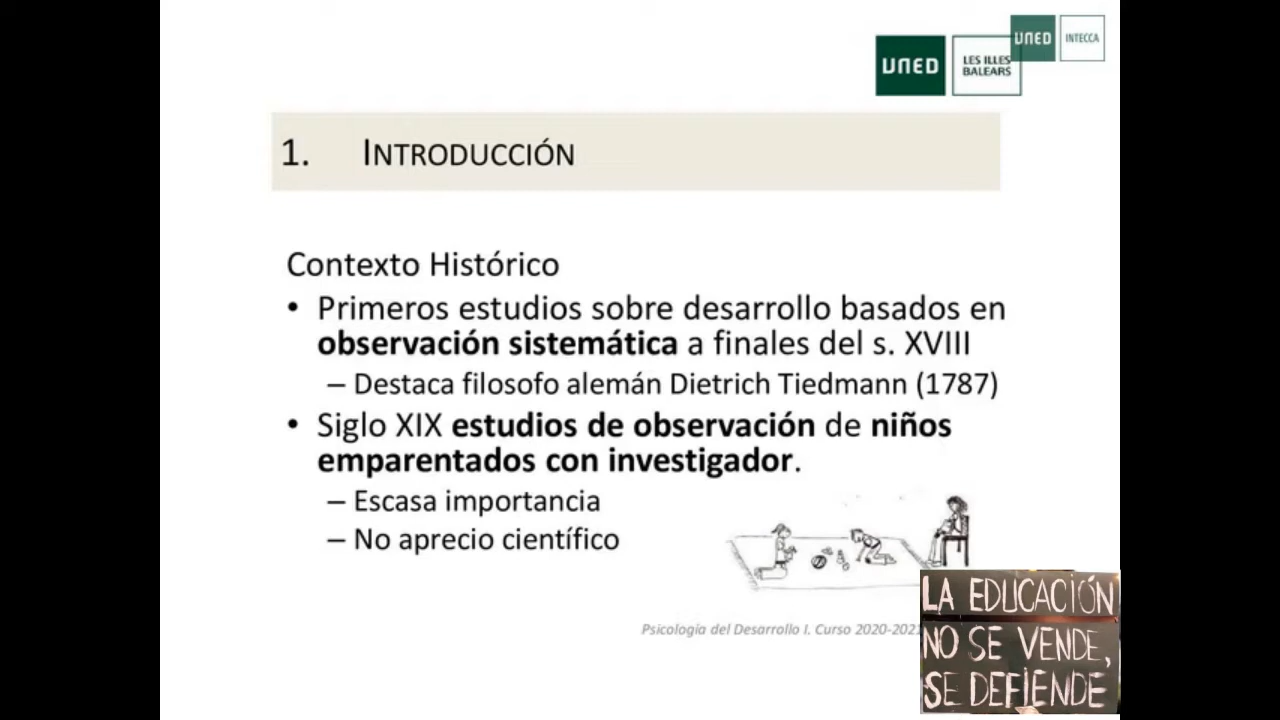 UNED
INTECCA
UNED
LES ILLES
BALEARS
1. INTRODUCCIÓN
Contexto Histórico
• Primeros estudios sobre desarrollo basados en
observación sistemática a finales del s. XVIII
– Destaca filosofo alemán Dietrich Tiedmann (1787)
• Siglo XIX estudios de observación de niños
emparentados con investigador.
– Escasa importancia
– No aprecio científico
Psicología del Desarrollo I. Curso 2020-2021
LA EDUCACIÓN
NO SE VENDE,
SE DEFIENDE